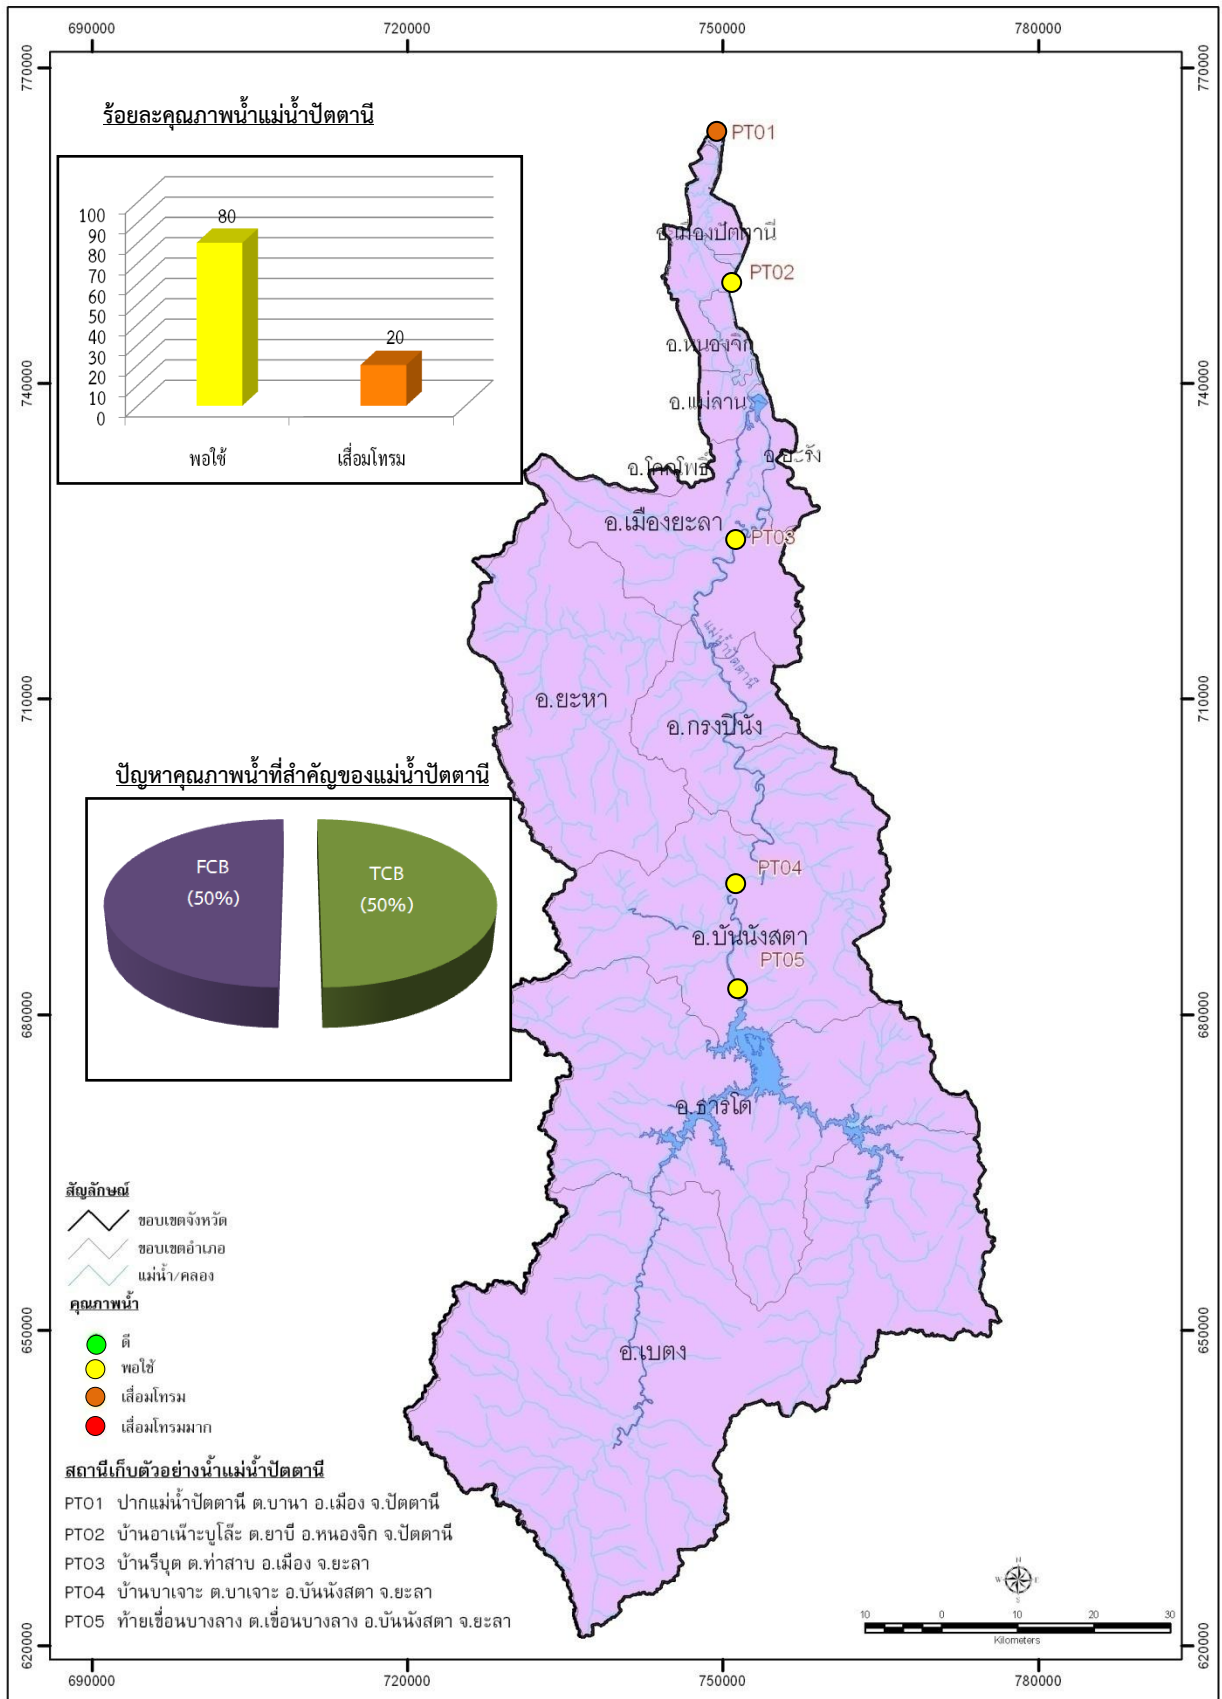 690000 720000 750000 780000
770000 770000
ร้อยละคุณภาพน้ำแม่น้ำปัตตานี
PT01
100
90
80
70
60
50
40
30
20
10
0
80
20
พอใช้ เสื่อมโทรม
อ.เมืองปัตตานี
PT02
อ.หนองจิก
740000 740000
อ.แม่ลาน
อ.โคกโพธิ์
อ.ยะรัง
อ.เมืองยะลา
PT03
แม่น้ำปัตตานี
710000 710000
อ.ยะหา
อ.กรงปินัง
ปัญหาคุณภาพน้ำที่สำคัญของแม่น้ำปัตตานี
FCB
(50%)
TCB
(50%)
PT04
อ.บันนังสตา
PT05
680000 680000
อ.ธารโต
สัญลักษณ์
ขอบเขตจังหวัด
ขอบเขตอำเภอ
แม่น้ำ/คลอง
คุณภาพน้ำ
ดี
พอใช้
เสื่อมโทรม
เสื่อมโทรมมาก
650000 650000
อ.เบตง
สถานีเก็บตัวอย่างน้ำแม่น้ำปัตตานี
PT01 ปากแม่น้ำปัตตานี ต.บานา อ.เมือง จ.ปัตตานี
PT02 บ้านอาเน๊าะบูโล๊ะ ต.ยาบี อ.หนองจิก จ.ปัตตานี
PT03 บ้านรีบุต ต.ท่าสาบ อ.เมือง จ.ยะลา
PT04 บ้านบาเจาะ ต.บาเจาะ อ.บันนังสตา จ.ยะลา
PT05 ท้ายเขื่อนบางลาง ต.เขื่อนบางลาง อ.บันนังสตา จ.ยะลา
N
W E
S
10 0 10 20 30
Kilometers
620000 620000
690000 720000 750000 780000